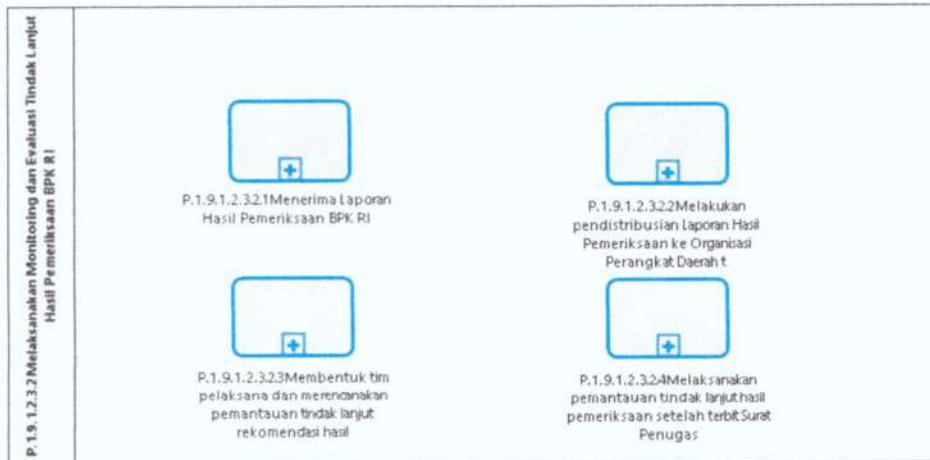 P.1.9.1.2.3.2Melaksanakan Monitoring dan Evaluasi Tindak Lanjut
Hasil Pemeriksaan BPK RI
P.1.9.1.2.3.2.1Menerima Laporan
Hasil Pemeriksaan BPK RI
P.1.9.1.2.3.2.2Melakukan
pendistribusian Laporan Hasil
Pemeriksaan ke Organisasi
Perangkat Daerah t
P.1.9.1.2.3.2.3Membentuk tim
pelaksana dan merencanakan
pemantauan tindak lanjut
rekomendasi hasil
P.1.9.1.2.3.2.4Melaksanakan
pemantauan tindak lanjut hasil
pemeriksaan setelah terbit Surat
Penugas